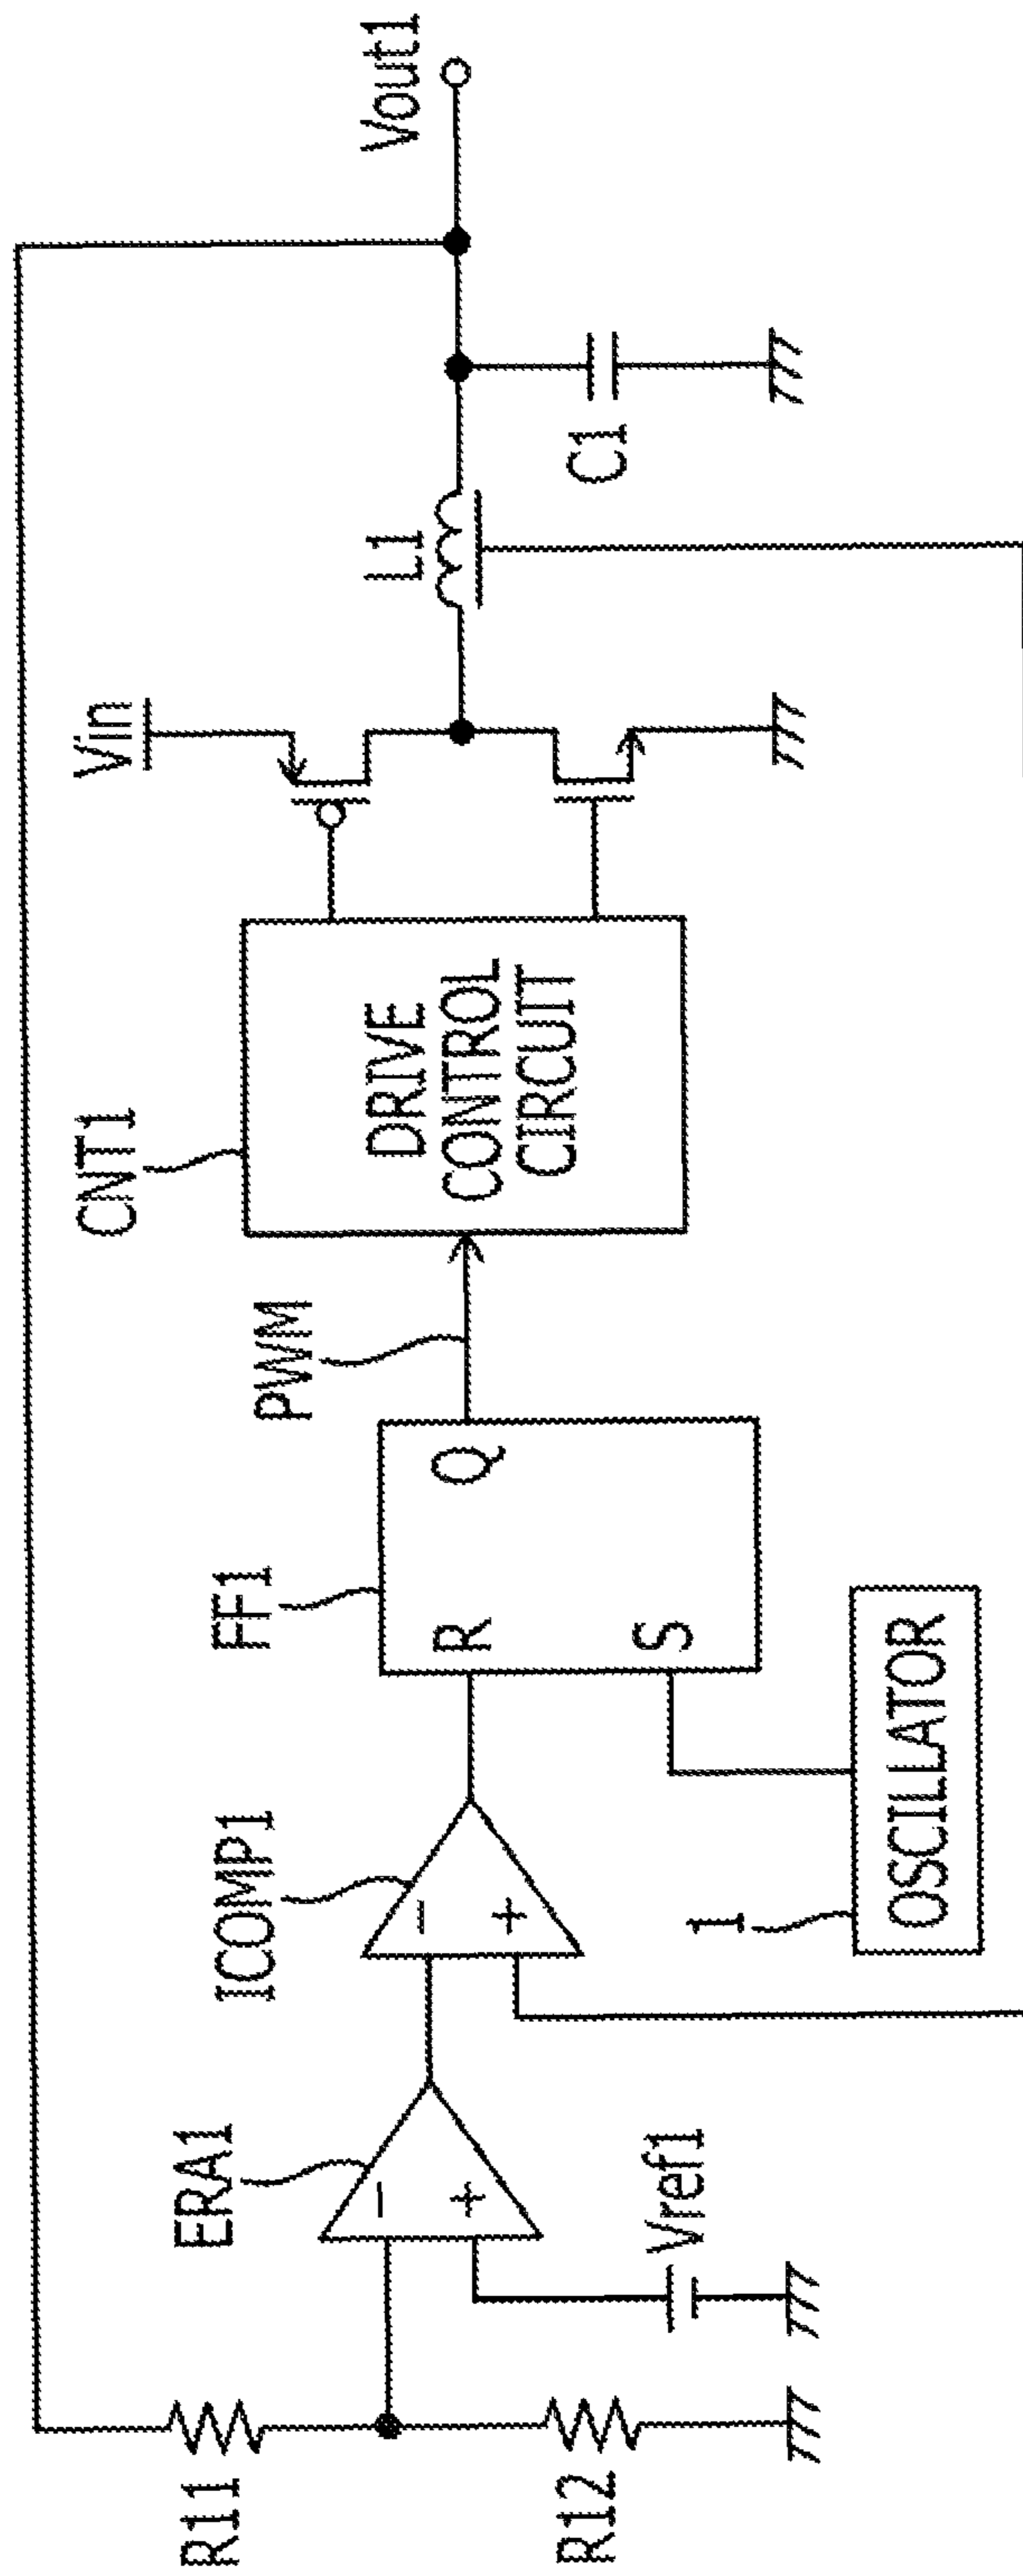 Vin
Vout1
CNT1
L1
PWM
DRIVE
CONTROL
CIRCUIT
C1
FF1
R
Q
S
ICOMP1
−
+
ERA1
−
+
1
OSCILLATOR
R11
R12
Vref1